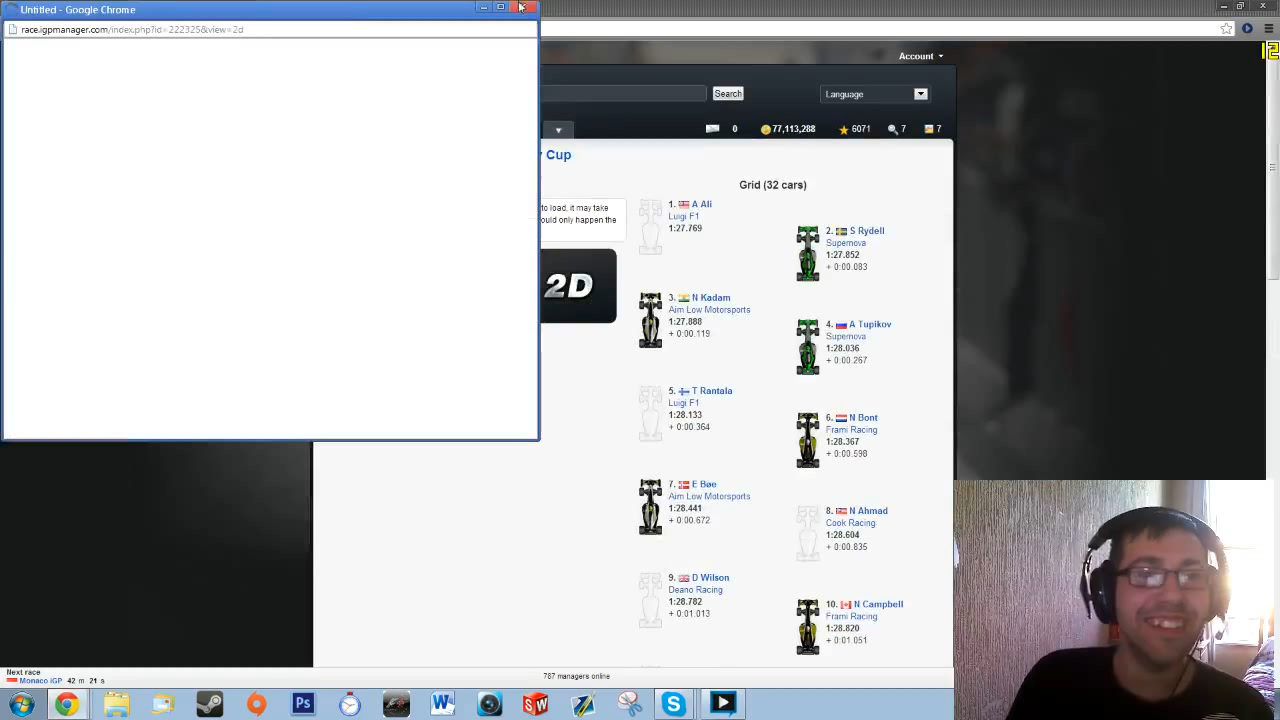 Untitled - Google Chrome
race.igpmanager.com/index.php?id=222325&view=2d
12
Account
Search
Language
0
77,113,288
6071
7
7
Cup
to load, it may take
ould only happen the
2D
Grid (32 cars)
1. A Ali
Luigi F1
1:27.769
2. S Rydell
Supernova
1:27.852
+ 0:00.083
3. N Kadam
Aim Low Motorsports
1:27.888
+ 0:00.119
4. A Tupikov
Supernova
1:28.036
+ 0:00.267
5. T Rantala
Luigi F1
1:28.133
+ 0:00.364
6. N Bont
Frami Racing
1:28.367
+ 0:00.598
7. E Bøe
Aim Low Motorsports
1:28.441
+ 0:00.672
8. N Ahmad
Cook Racing
1:28.604
+ 0:00.835
9. D Wilson
Deano Racing
1:28.782
+ 0:01.013
10. N Campbell
Frami Racing
1:28.820
+ 0:01.051
Next race
Monaco iGP 42 m 21 s
787 managers online
Ps
W
SW
S